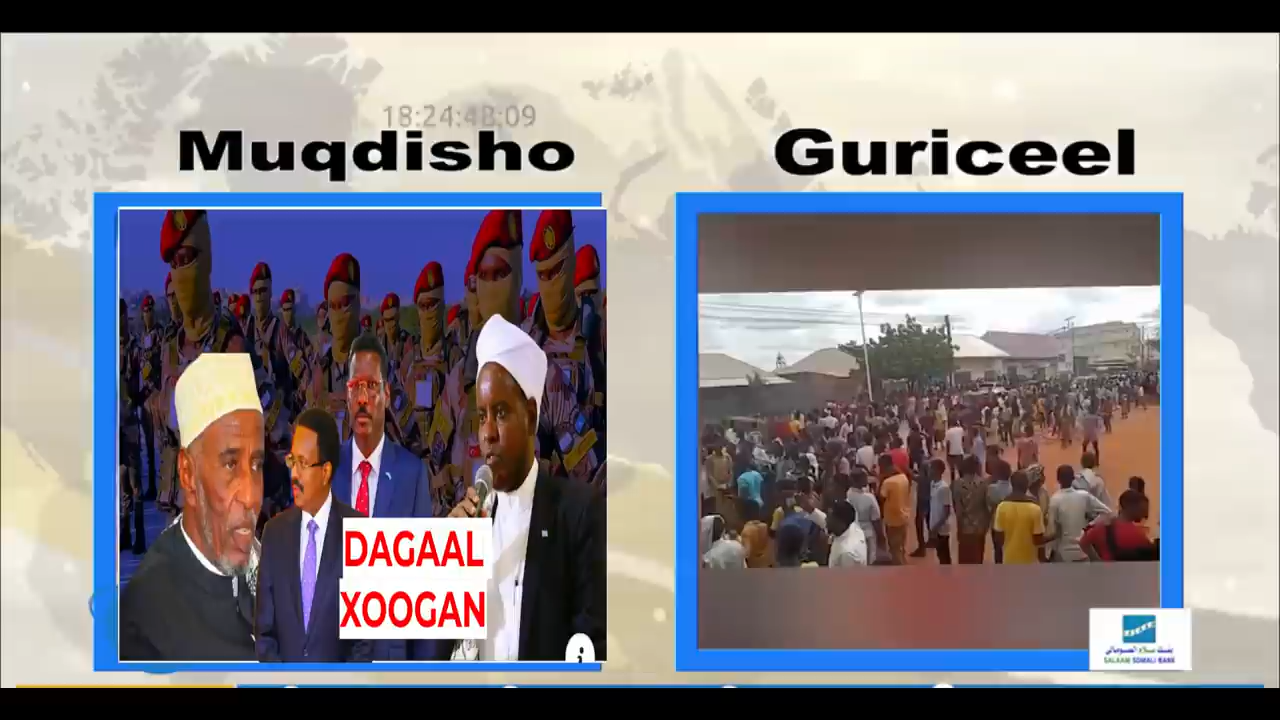 18:24:48:09
Muqdisho
Guriceel
DAGAAL
XOOGAN
SALAAM SOMALI BANK